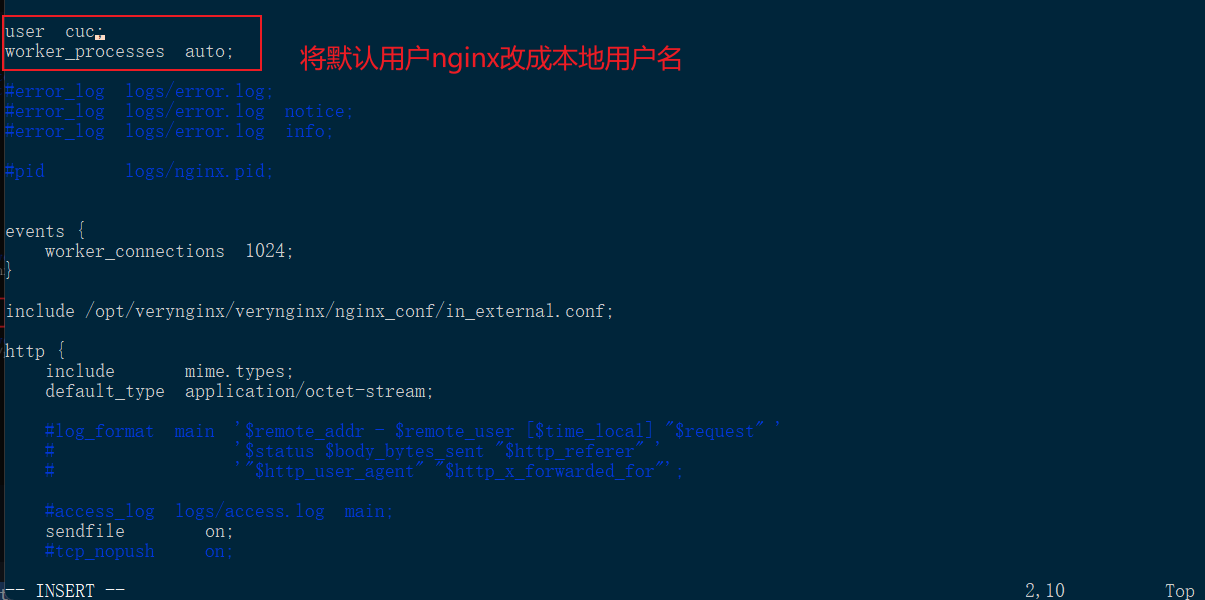 user  cuc;
worker_processes  auto;
将默认用户nginx改成本地用户名
#error_log  logs/error.log;
#error_log  logs/error.log  notice;
#error_log  logs/error.log  info;
#pid        logs/nginx.pid;
events {
    worker_connections  1024;
}
include /opt/verynginx/verynginx/nginx_conf/in_external.conf;
http {
    include       mime.types;
    default_type  application/octet-stream;
    #log_format  main  '$remote_addr - $remote_user [$time_local] "$request" '
    #                  '$status $body_bytes_sent "$http_referer" '
    #                  '"$http_user_agent" "$http_x_forwarded_for"';
    #access_log  logs/access.log  main;
    sendfile        on;
    #tcp_nopush     on;
-- INSERT --                    2,10          Top